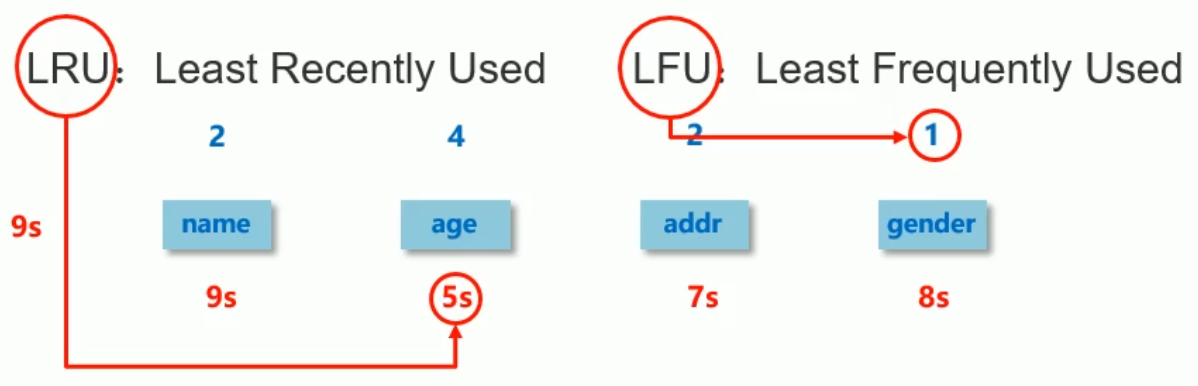 LRU： Least Recently Used LFU： Least Frequently Used
2 4 2 1
9s name age addr gender
9s 5s 7s 8s